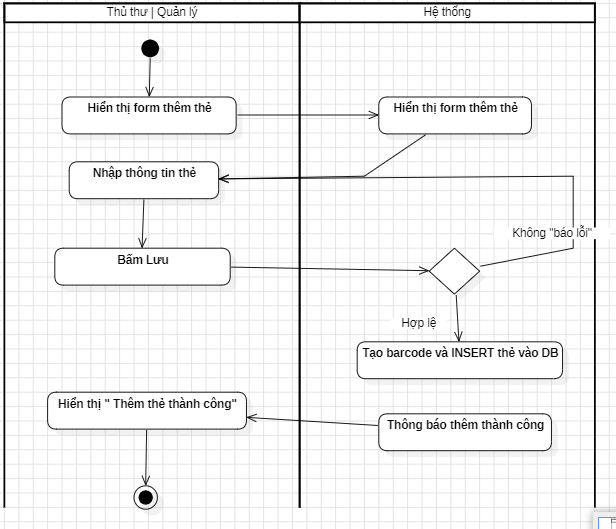 Thủ thư | Quản lý
Hệ thống
Hiển thị form thêm thẻ
Hiển thị form thêm thẻ
Nhập thông tin thẻ
Không "báo lỗi"
Bấm Lưu
Hợp lệ
Tạo barcode và INSERT thẻ vào DB
Hiển thị " Thêm thẻ thành công"
Thông báo thêm thành công